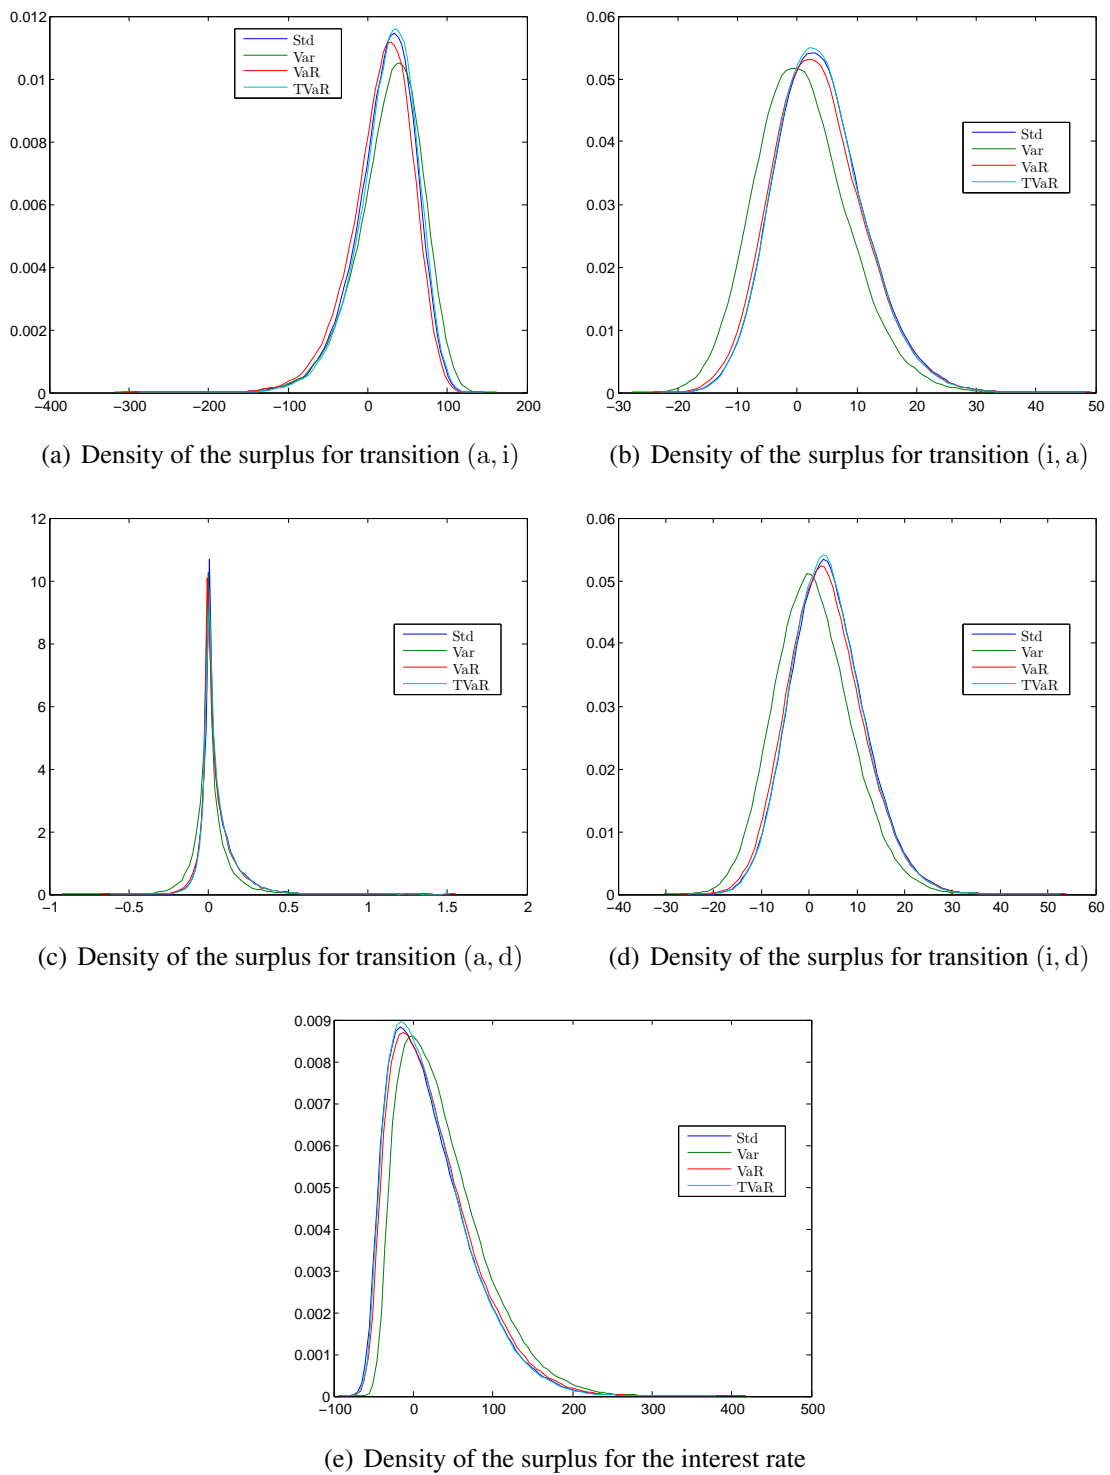 0.012
0.01
0.008
0.006
0.004
0.002
0
−400 −300 −200 −100 0 100 200
Std
Var
VaR
TVaR
(a) Density of the surplus for transition (a, i)
0.06
0.05
0.04
0.03
0.02
0.01
0
−30 −20 −10 0 10 20 30 40 50
Std
Var
VaR
TVaR
(b) Density of the surplus for transition (i, a)
12
10
8
6
4
2
0
−1 −0.5 0 0.5 1 1.5 2
Std
Var
VaR
TVaR
(c) Density of the surplus for transition (a, d)
0.06
0.05
0.04
0.03
0.02
0.01
0
−40 −30 −20 −10 0 10 20 30 40 50 60
Std
Var
VaR
TVaR
(d) Density of the surplus for transition (i, d)
0.009
0.008
0.007
0.006
0.005
0.004
0.003
0.002
0.001
0
−100 0 100 200 300 400 500
Std
Var
VaR
TVaR
(e) Density of the surplus for the interest rate